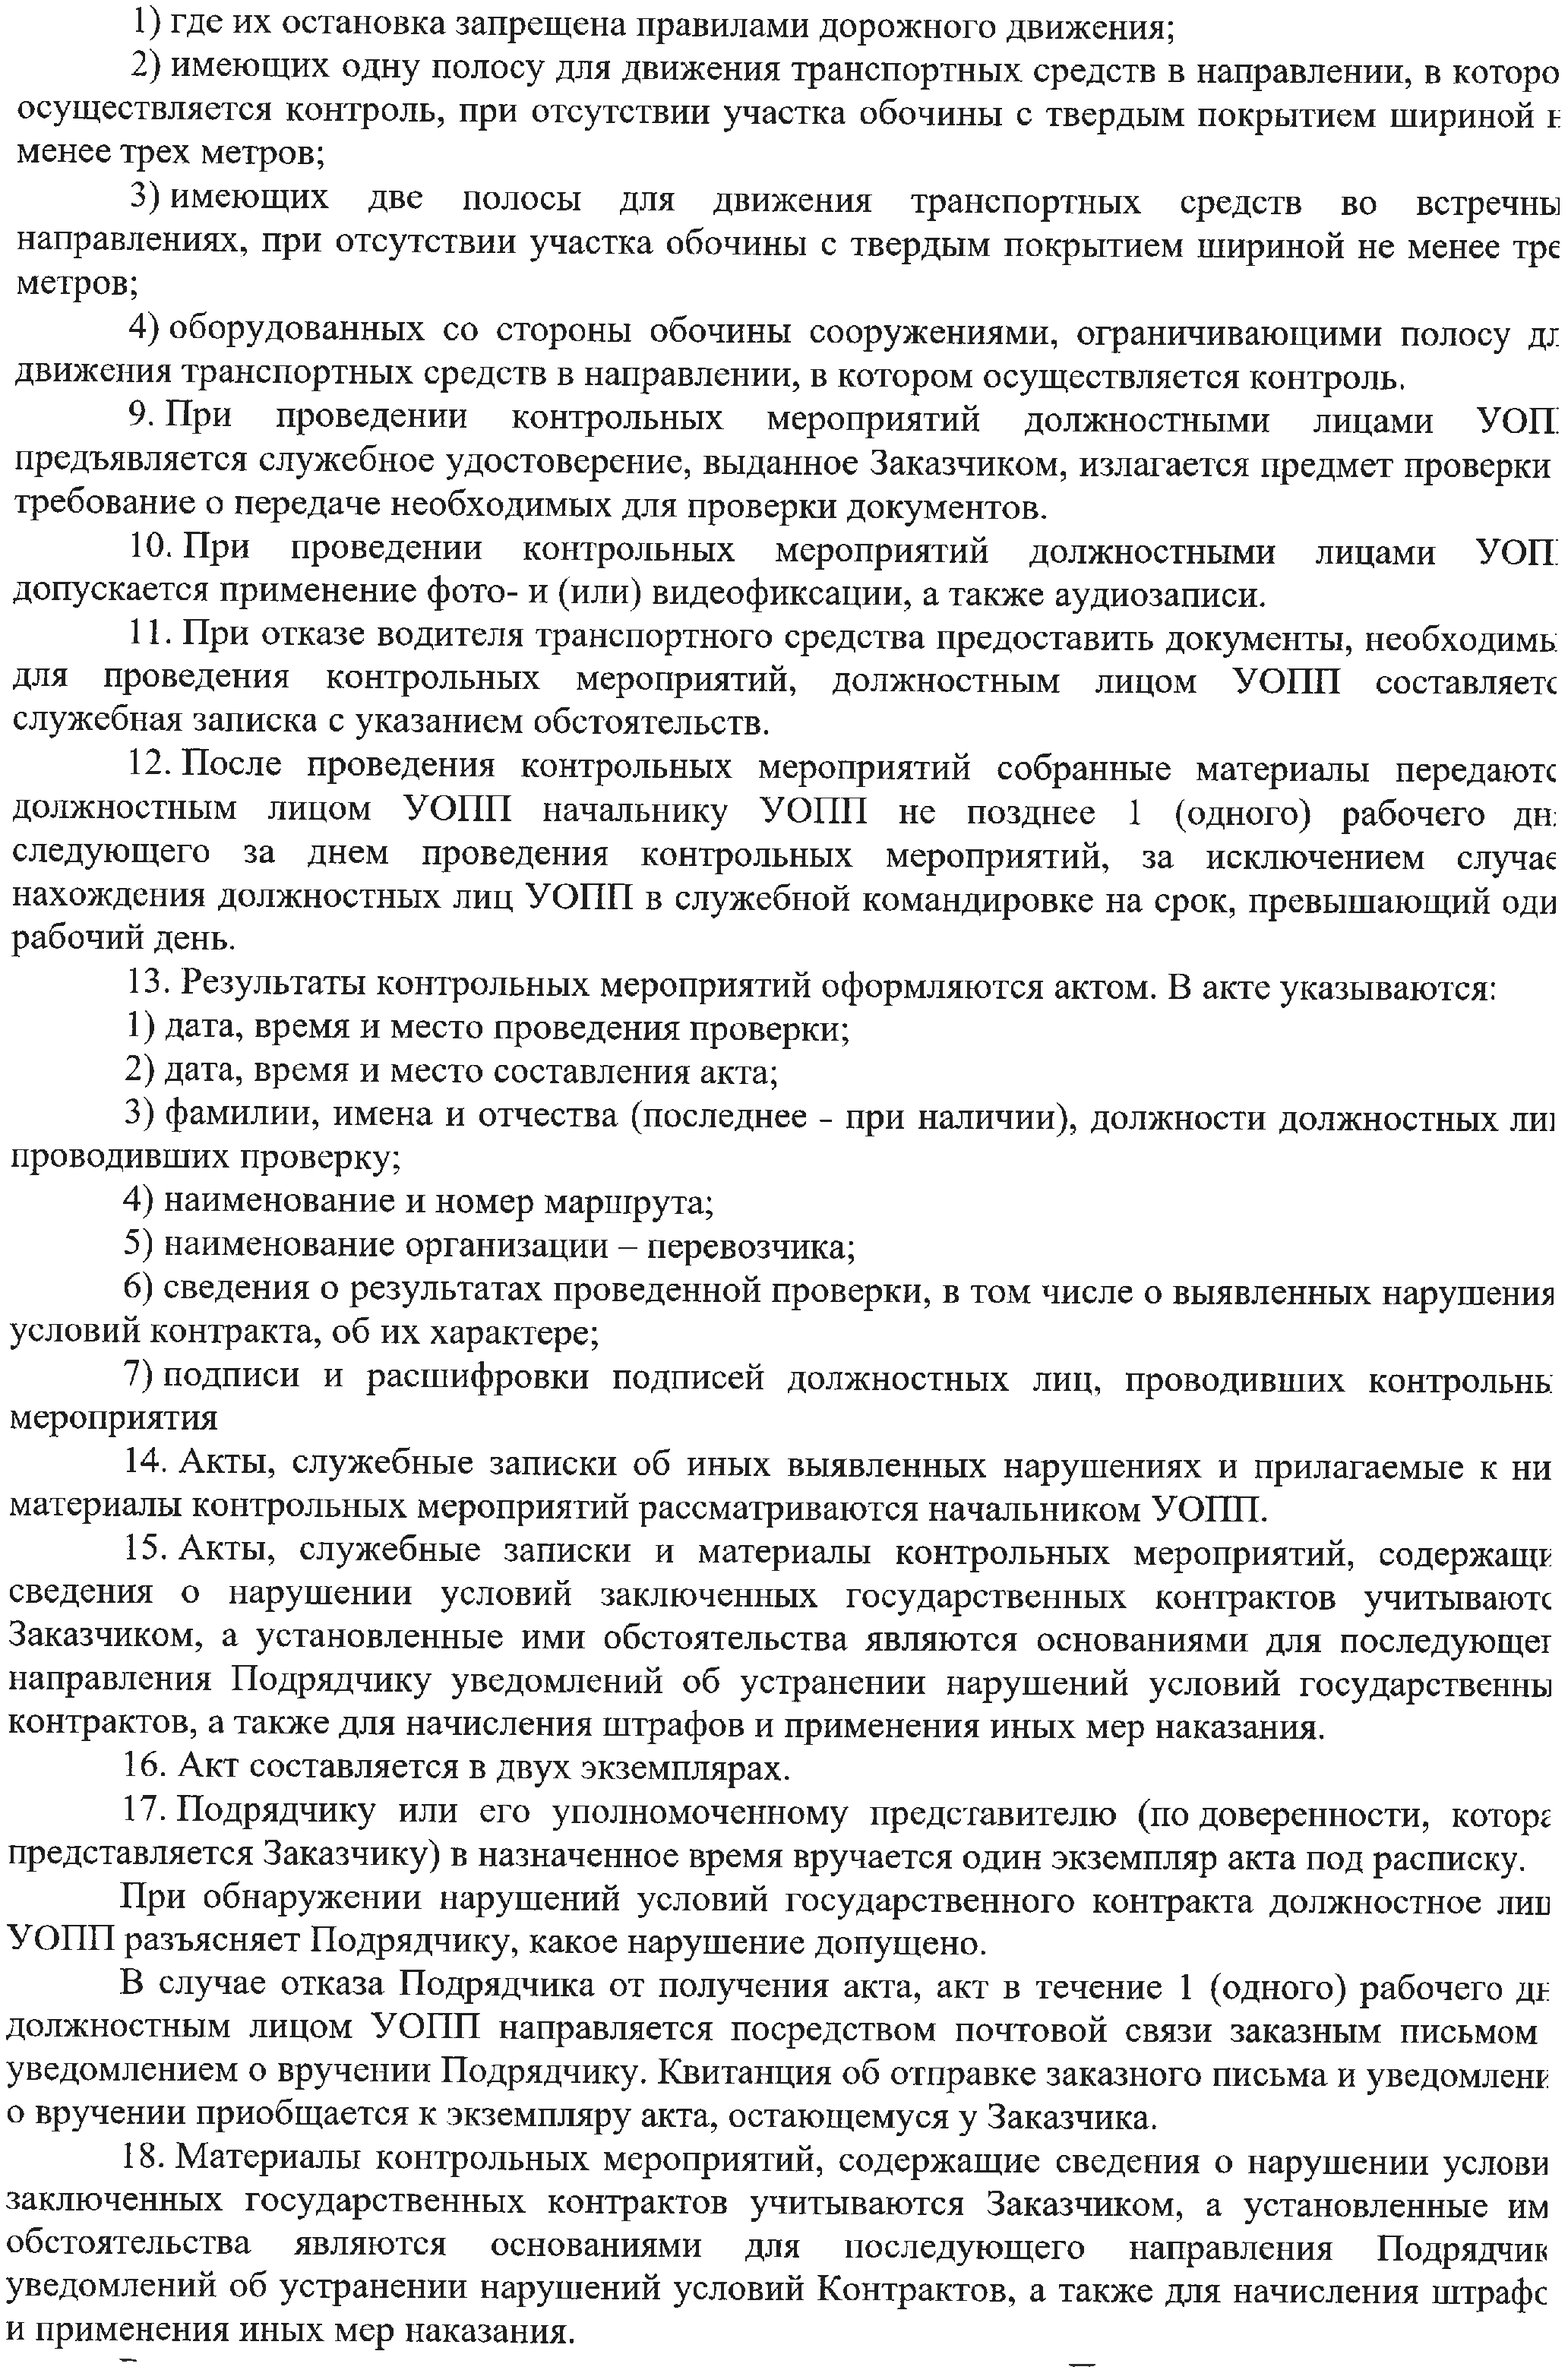 1) где их остановка запрещена правилами дорожного движения;
2) имеющих одну полосу для движения транспортных средств в направлении, в которо
осуществляется контроль, при отсутствии участка обочины с твердым покрытием шириной н
менее трех метров;
3) имеющих две полосы для движения транспортных средств во встречны
направлениях, при отсутствии участка обочины с твердым покрытием шириной не менее тре
метров;
4) оборудованных со стороны обочины сооружениями, ограничивающими полосу дл
движения транспортных средств в направлении, в котором осуществляется контроль.
9. При проведении контрольных мероприятий должностными лицами УОП
предъявляется служебное удостоверение, выданное Заказчиком, излагается предмет проверки
требование о передаче необходимых для проверки документов.
10. При проведении контрольных мероприятий должностными лицами УОП
допускается применение фото- и (или) видеофиксации, а также аудиозаписи.
11. При отказе водителя транспортного средства предоставить документы, необходимы
для проведения контрольных мероприятий, должностным лицом УОПП составляетс
служебная записка с указанием обстоятельств.
12. После проведения контрольных мероприятий собранные материалы передаютс
должностным лицом УОПП начальнику УОПП не позднее 1 (одного) рабочего дн
следующего за днем проведения контрольных мероприятий, за исключением случае
нахождения должностных лиц УОПП в служебной командировке на срок, превышающий оди
рабочий день.
13. Результаты контрольных мероприятий оформляются актом. В акте указываются:
1) дата, время и место проведения проверки;
2) дата, время и место составления акта;
3) фамилии, имена и отчества (последнее - при наличии), должности должностных лиц
проводивших проверку;
4) наименование и номер маршрута;
5) наименование организации – перевозчика;
6) сведения о результатах проведенной проверки, в том числе о выявленных нарушения
условий контракта, об их характере;
7) подписи и расшифровки подписей должностных лиц, проводивших контрольны
мероприятия
14. Акты, служебные записки об иных выявленных нарушениях и прилагаемые к ни
материалы контрольных мероприятий рассматриваются начальником УОПП.
15. Акты, служебные записки и материалы контрольных мероприятий, содержащи
сведения о нарушении условий заключенных государственных контрактов учитываютс
Заказчиком, а установленные ими обстоятельства являются основаниями для последующег
направления Подрядчику уведомлений об устранении нарушений условий государственны
контрактов, а также для начисления штрафов и применения иных мер наказания.
16. Акт составляется в двух экземплярах.
17. Подрядчику или его уполномоченному представителю (по доверенности, котора
представляется Заказчику) в назначенное время вручается один экземпляр акта под расписку.
При обнаружении нарушений условий государственного контракта должностное лиц
УОПП разъясняет Подрядчику, какое нарушение допущено.
В случае отказа Подрядчика от получения акта, акт в течение 1 (одного) рабочего дн
должностным лицом УОПП направляется посредством почтовой связи заказным письмом
уведомлением о вручении Подрядчику. Квитанция об отправке заказного письма и уведомлени
о вручении приобщается к экземпляру акта, остающемуся у Заказчика.
18. Материалы контрольных мероприятий, содержащие сведения о нарушении услови
заключенных государственных контрактов учитываются Заказчиком, а установленные им
обстоятельства являются основаниями для последующего направления Подрядчик
уведомлений об устранении нарушений условий Контрактов, а также для начисления штрафо
и применения иных мер наказания.